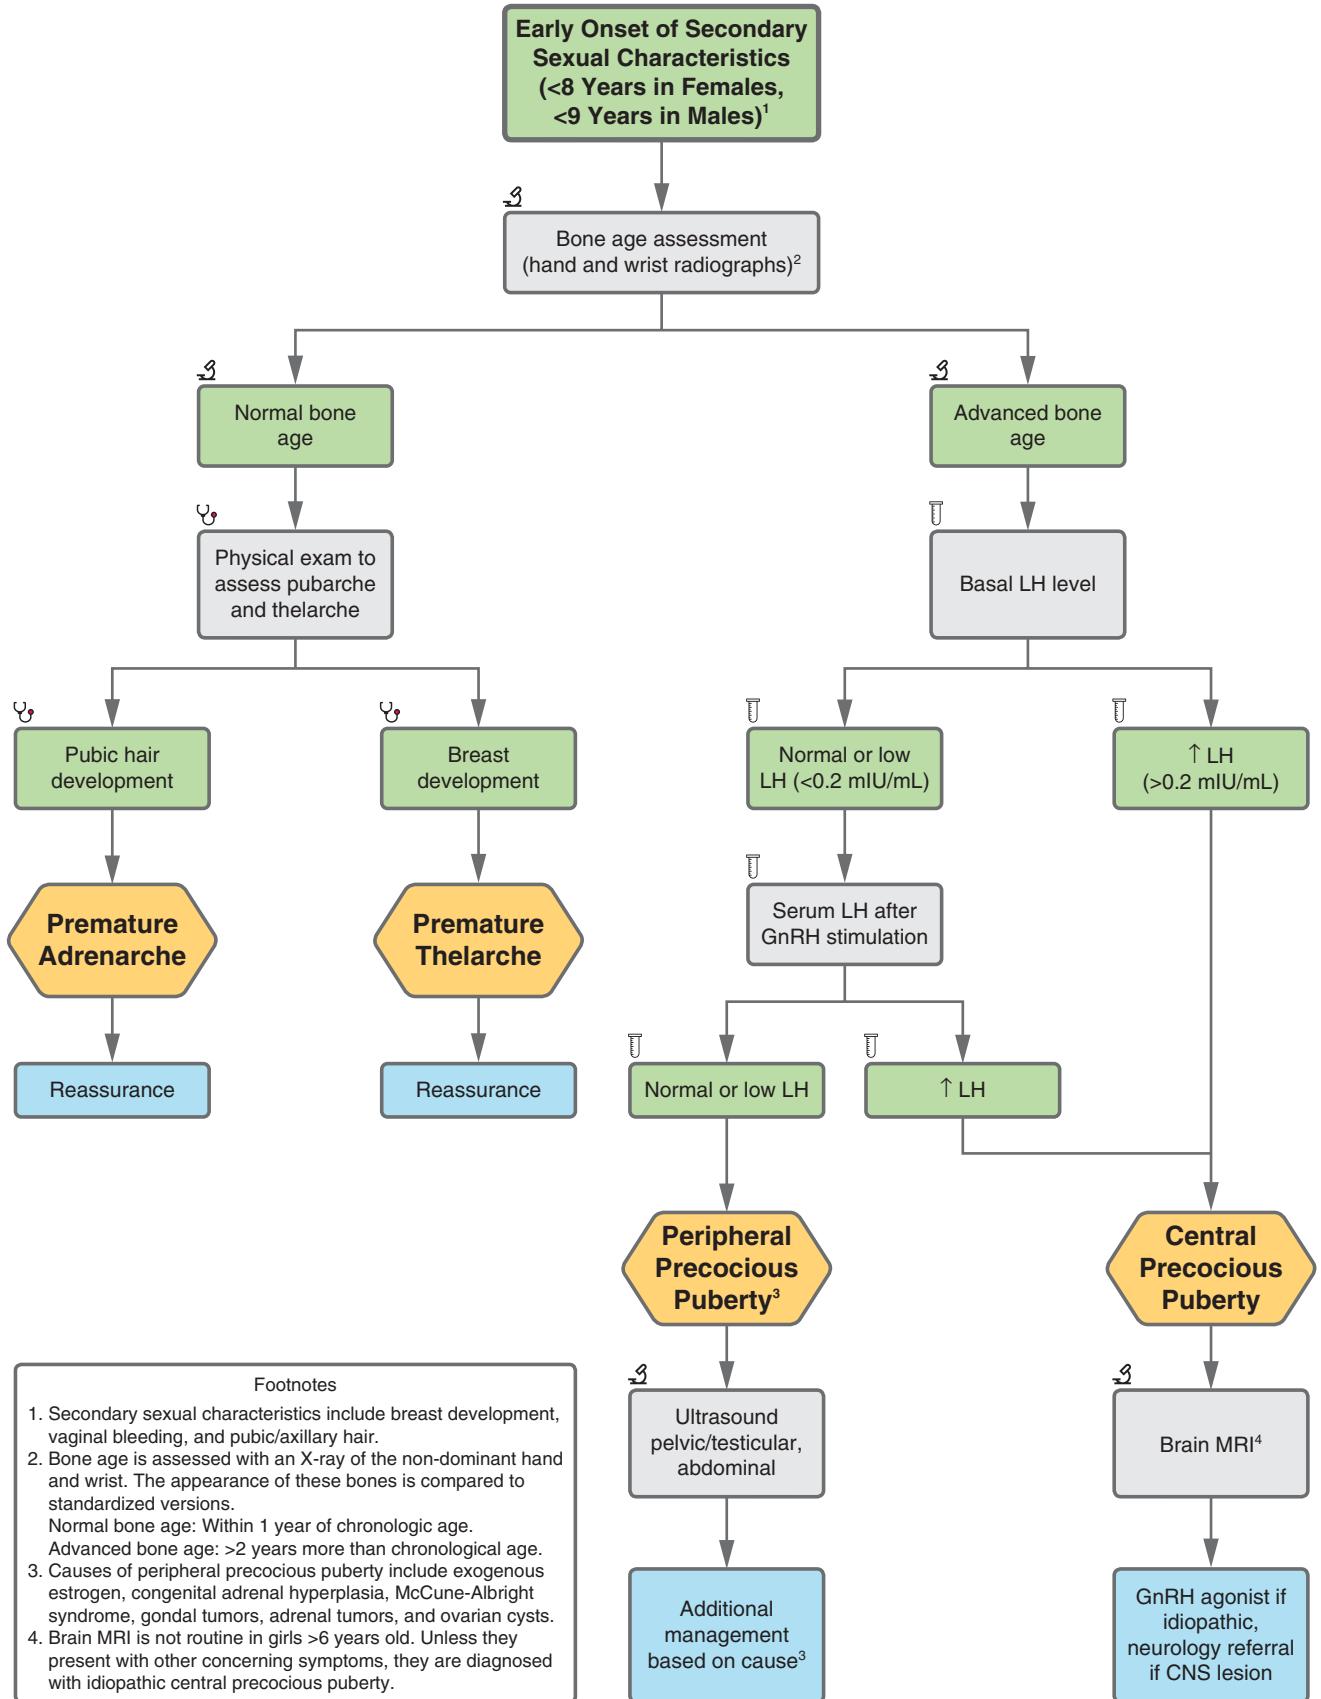 Early Onset of Secondary
Sexual Characteristics
(<8 Years in Females,
<9 Years in Males)¹
Bone age assessment
(hand and wrist radiographs)²
Normal bone
age
Advanced bone
age
Physical exam to
assess pubarche
and thelarche
Basal LH level
Pubic hair
development
Breast
development
Normal or low
LH (<0.2 mIU/mL)
↑ LH
(>0.2 mIU/mL)
Premature
Adrenarche
Premature
Thelarche
Serum LH after
GnRH stimulation
Reassurance
Reassurance
Normal or low LH
↑ LH
Peripheral
Precocious
Puberty³
Central
Precocious
Puberty
Ultrasound
pelvic/testicular,
abdominal
Brain MRI⁴
Additional
management
based on cause³
GnRH agonist if
idiopathic,
neurology referral
if CNS lesion
Footnotes
1. Secondary sexual characteristics include breast development,
vaginal bleeding, and pubic/axillary hair.
2. Bone age is assessed with an X-ray of the non-dominant hand
and wrist. The appearance of these bones is compared to
standardized versions.
Normal bone age: Within 1 year of chronologic age.
Advanced bone age: >2 years more than chronological age.
3. Causes of peripheral precocious puberty include exogenous
estrogen, congenital adrenal hyperplasia, McCune-Albright
syndrome, gondal tumors, adrenal tumors, and ovarian cysts.
4. Brain MRI is not routine in girls >6 years old. Unless they
present with other concerning symptoms, they are diagnosed
with idiopathic central precocious puberty.